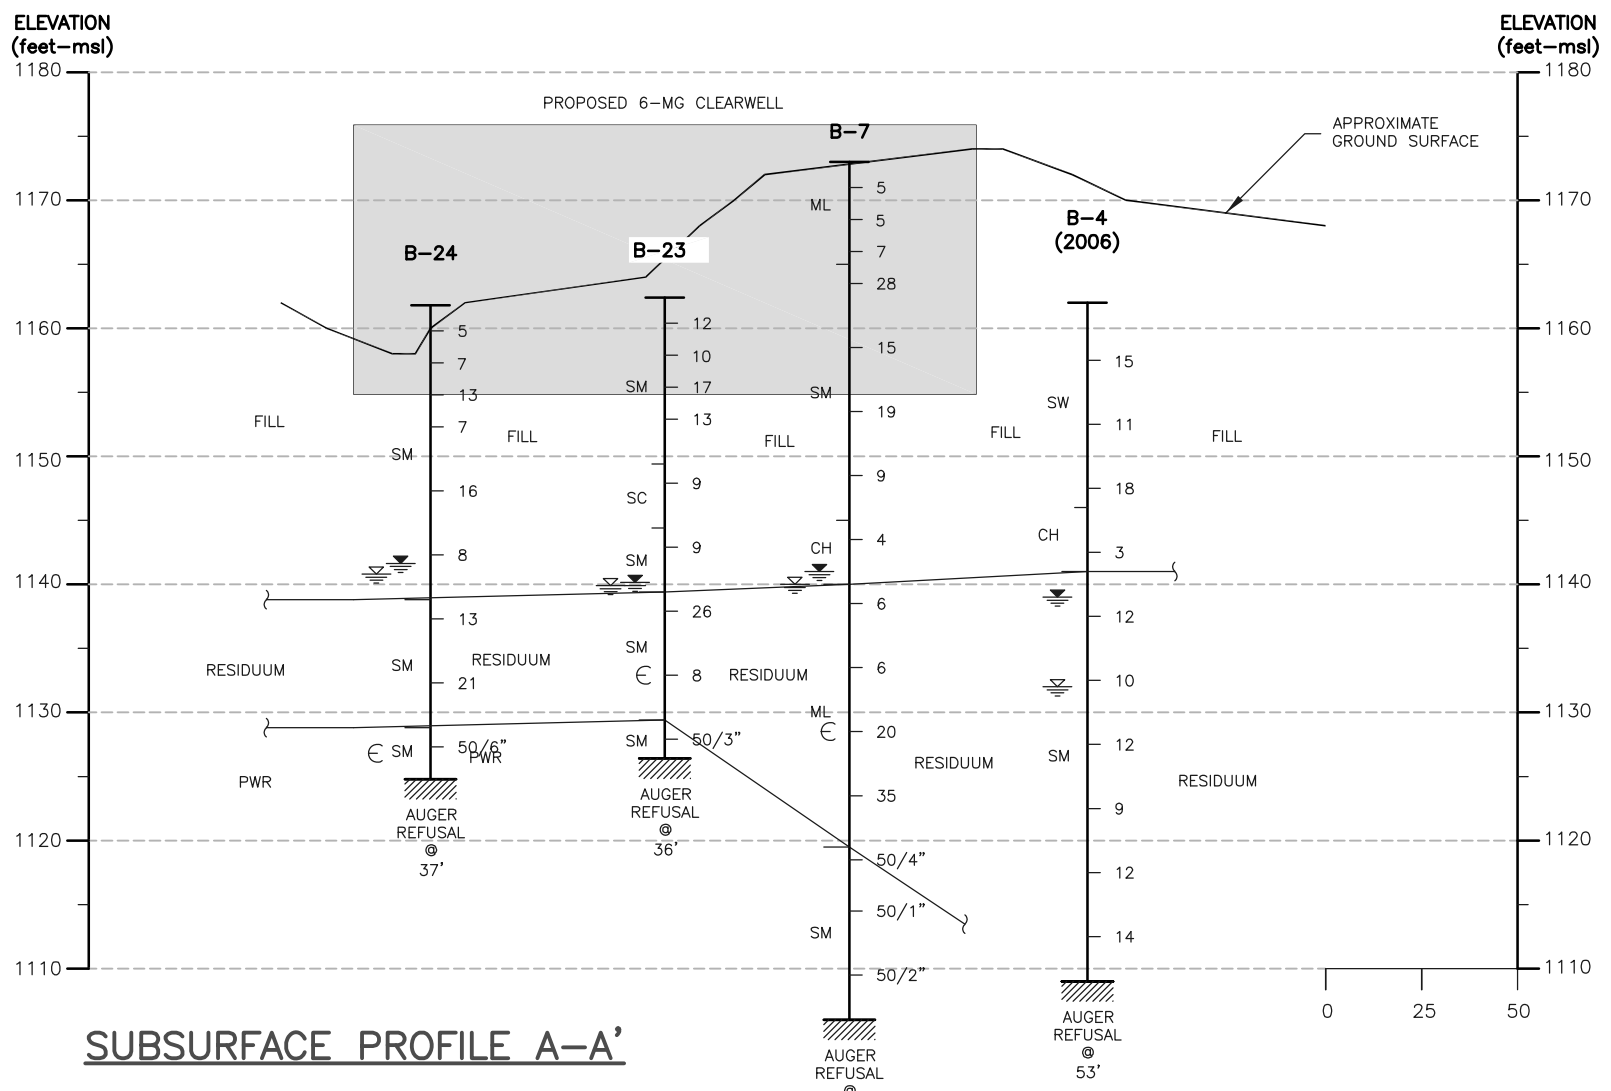 ELEVATION
(feet-msl)
ELEVATION
(feet-msl)
1180
1180
PROPOSED 6-MG CLEARWELL
B-7
APPROXIMATE
GROUND SURFACE
5
1170
ML
1170
5
B-4
(2006)
B-24
B-23
7
28
12
1160
5
1160
15
10
15
7
SM
17
SM
13
SW
19
FILL
7
FILL
13
FILL
FILL
11
FILL
1150
SM
1150
16
SC
9
9
18
8
SM
9
CH
4
CH
3
1140
1140
13
26
6
12
SM
RESIDUUM
SM
RESIDUUM
SM
Є
8
RESIDUUM
6
21
10
1130
ML
1130
Є
SM
50/6"
PWR
SM
50/3"
Є
20
SM
12
RESIDUUM
RESIDUUM
PWR
AUGER
REFUSAL
@
37'
AUGER
REFUSAL
@
36'
35
9
1120
1120
50/4"
12
50/1"
SM
14
1110
50/2"
1110
0
25
50
SUBSURFACE PROFILE A-A'
AUGER
REFUSAL
@
AUGER
REFUSAL
@
53'